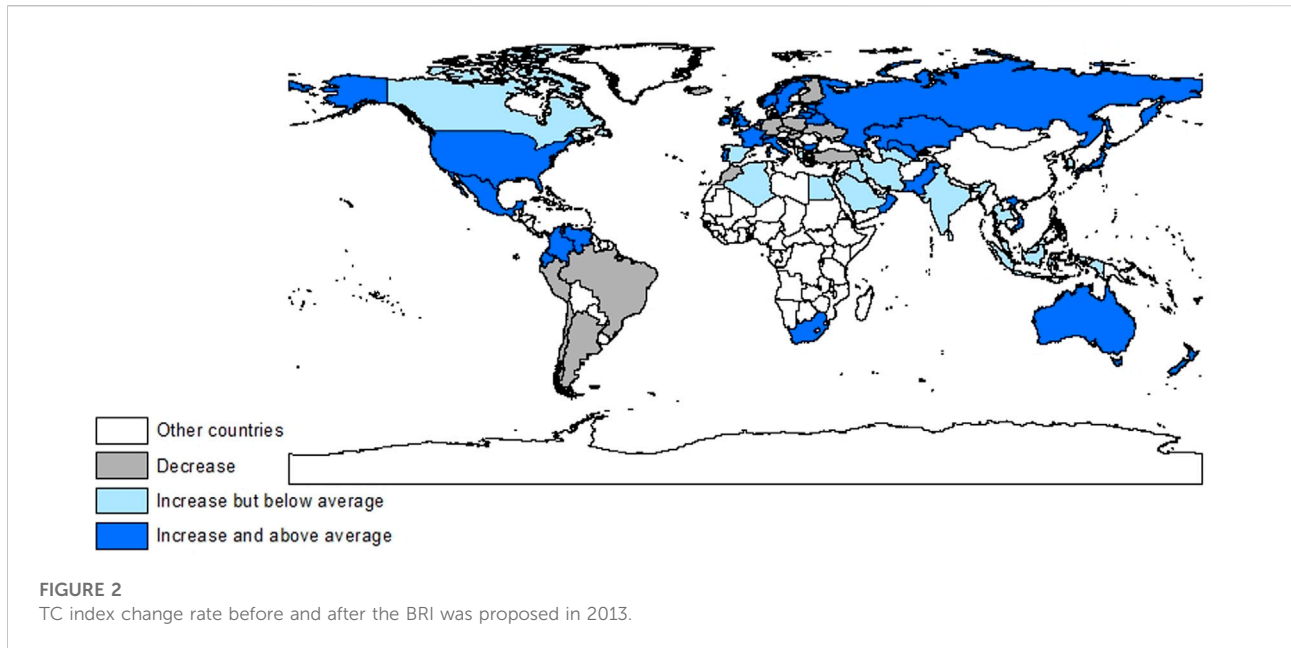 Other countries
Decrease
Increase but below average
Increase and above average
FIGURE 2
TC index change rate before and after the BRI was proposed in 2013.